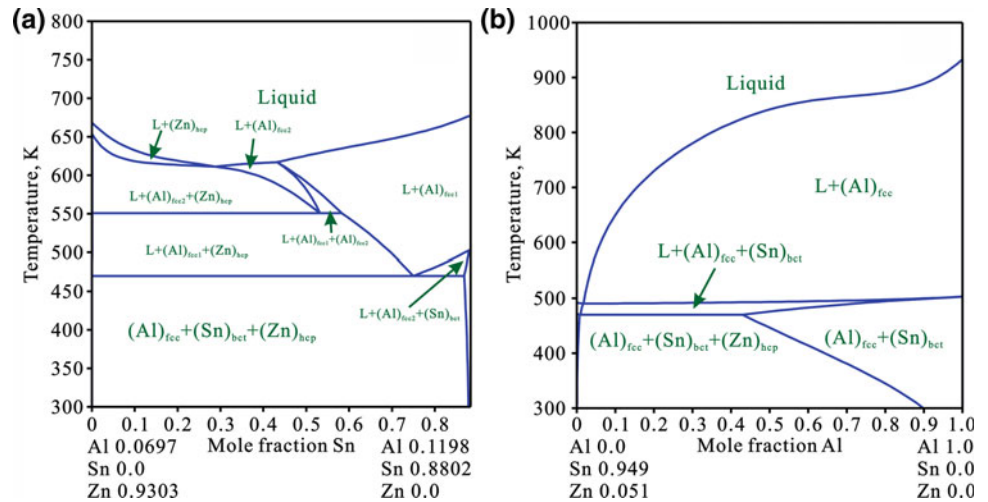 (a)
800
750
700
650
600
550
500
450
400
350
300
Temperature, K
Liquid
L+(Zn)hcp
L+(Al)fcc2
L+(Al)fcc1
L+(Al)fcc2+(Zn)hcp
L+(Al)fcc1+(Al)fcc2
L+(Al)fcc1+(Zn)hcp
L+(Al)fcc2+(Sn)bct
(Al)fcc+(Sn)bct+(Zn)hcp
0 0.1 0.2 0.3 0.4 0.5 0.6 0.7 0.8
Al 0.0697 Mole fraction Sn Al 0.1198
Sn 0.0 Sn 0.8802
Zn 0.9303 Zn 0.0
(b)
1000
900
800
700
600
500
400
300
Temperature, K
Liquid
L+(Al)fcc
L+(Al)fcc+(Sn)bct
(Al)fcc+(Sn)bct+(Zn)hcp
(Al)fcc+(Sn)bct
0 0.1 0.2 0.3 0.4 0.5 0.6 0.7 0.8 0.9 1.0
Al 0.0 Mole fraction Al Al 1.0
Sn 0.949 Sn 0.0
Zn 0.051 Zn 0.0